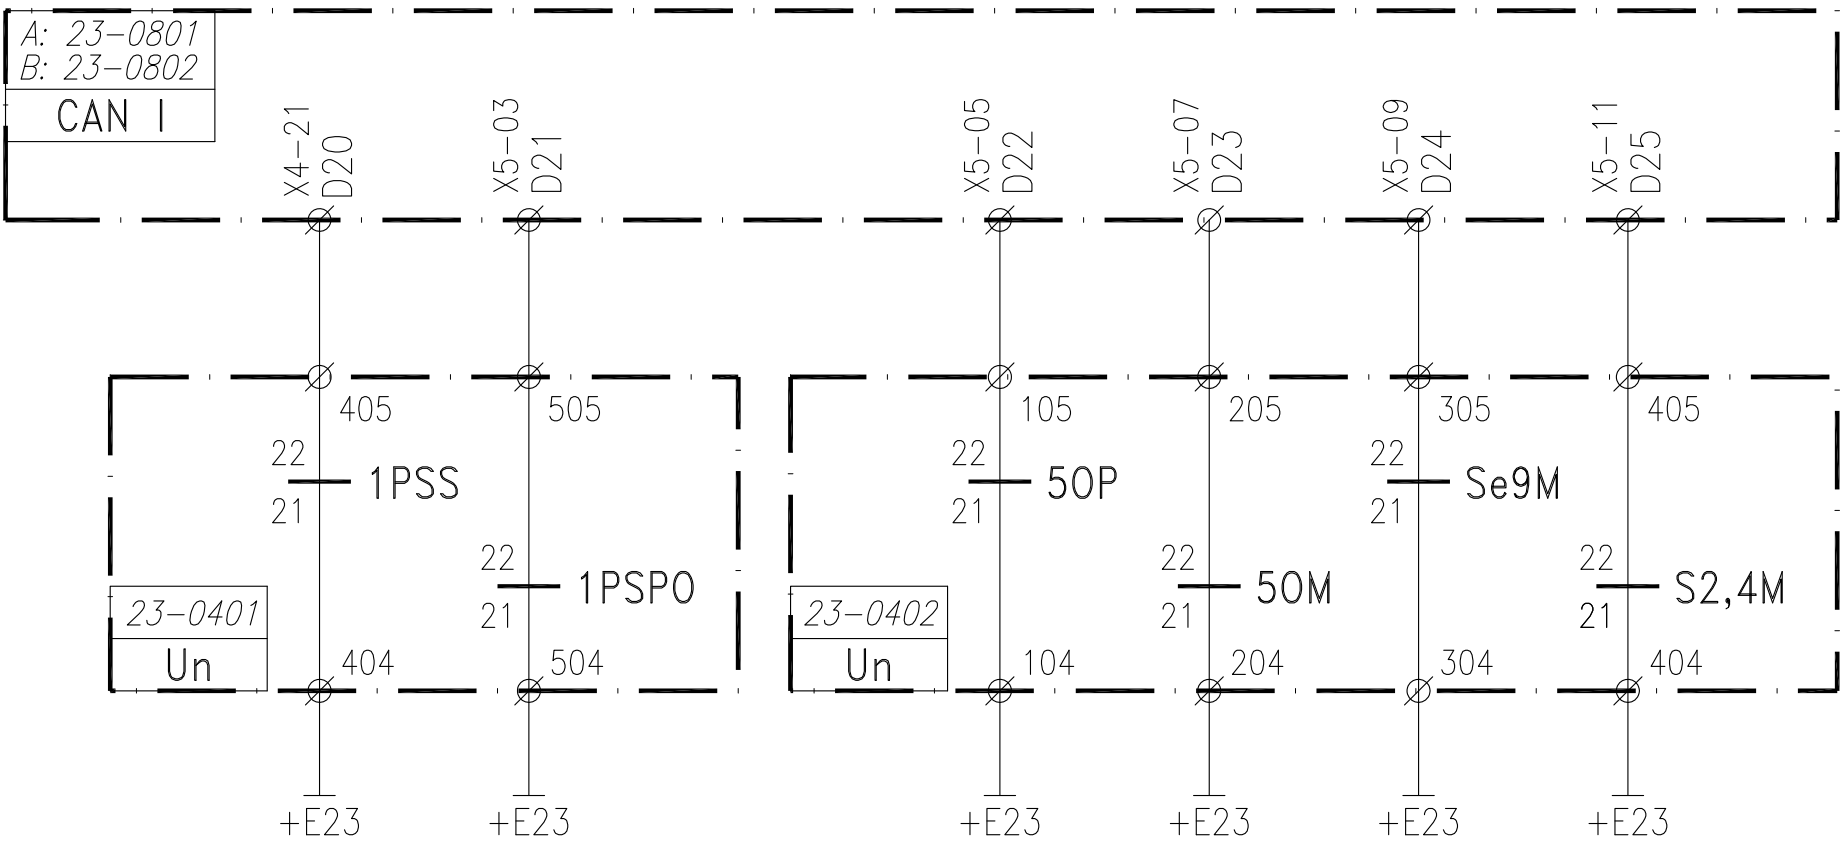 A: 23-0801
B: 23-0802
CAN I
X4-21
D20
X5-03
D21
X5-05
D22
X5-07
D23
X5-09
D24
X5-11
D25
405
505
105
205
305
405
22
22
22
21
1PSS
21
50P
21
Se9M
22
22
22
1PSPO
50M
S2,4M
21
21
21
23-0401
23-0402
Un
404
504
Un
104
204
304
404
+E23
+E23
+E23
+E23
+E23
+E23